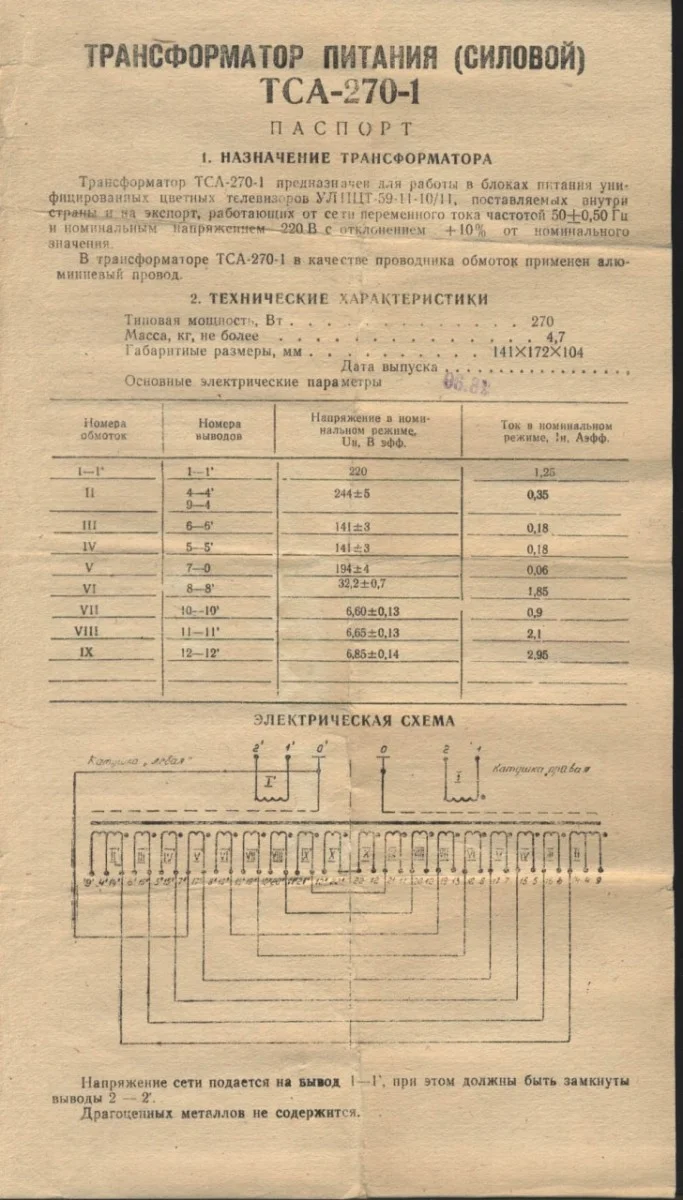 ТРАНСФОРМАТОР ПИТАНИЯ (СИЛОВОЙ)
ТСА-270-1
ПАСПОРТ
1. НАЗНАЧЕНИЕ ТРАНСФОРМАТОРА
Трансформатор ТСА-270-1 предназначен для работы в блоках питания уни-
фицированных цветных телевизоров УЛПЦТ-59-11-10/11, поставляемых внутри
страны и на экспорт, работающих от сети переменного тока частотой 50±0,50 Гц
и номинальным напряжением 220 В с отклонением +10% от номинального
значения.
В трансформаторе ТСА-270-1 в качестве проводника обмоток применен алю-
миниевый провод.
2. ТЕХНИЧЕСКИЕ ХАРАКТЕРИСТИКИ
Типовая мощность, Вт . . . . . . . . . . . . 270
Масса, кг, не более . . . . . . . . . . . . . 4,7
Габаритные размеры, мм . . . . . . . . . . 141×172×104
Дата выпуска . . . . . . . . . . . . . .
Основные электрические параметры
Номера обмоток | Номера выводов | Напряжение в номи-нальном режиме, Uн, В эфф. | Ток в номинальном режиме, Iн, Аэфф.
I—I' 1—1' 220 1,25
II 4—4' 244±5 0,35
9—4
III 6—6' 141±3 0,18
IV 5—5' 141±3 0,18
V 7—0 194±4 0,06
VI 8—8' 32,2±0,7 1,85
VII 10—10' 6,60±0,13 0,9
VIII 11—11' 6,65±0,13 2,1
IX 12—12' 6,85±0,14 2,95
ЭЛЕКТРИЧЕСКАЯ СХЕМА
2' 1' 0' 0 2 1
Катушка „левая" Катушка правая
I' I
Напряжение сети подается на вывод 1—1', при этом должны быть замкнуты
выводы 2 — 2'.
Драгоценных металлов не содержится.